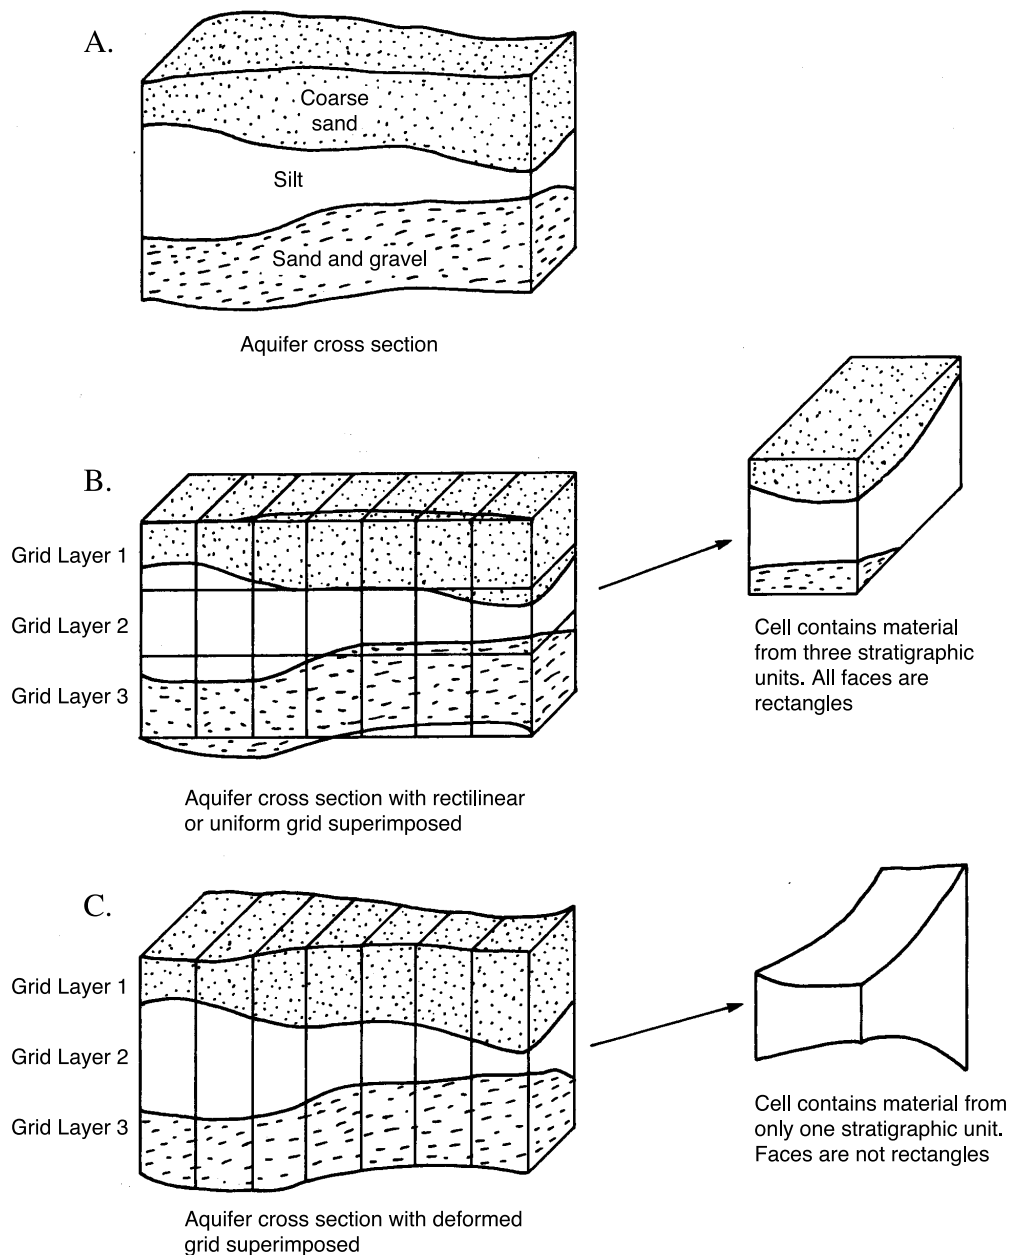 A.
Coarse
sand
Silt
Sand and gravel
Aquifer cross section
B.
Grid Layer 1
Grid Layer 2
Grid Layer 3
Cell contains material
from three stratigraphic
units. All faces are
rectangles
Aquifer cross section with rectilinear
or uniform grid superimposed
C.
Grid Layer 1
Grid Layer 2
Grid Layer 3
Cell contains material from
only one stratigraphic unit.
Faces are not rectangles
Aquifer cross section with deformed
grid superimposed